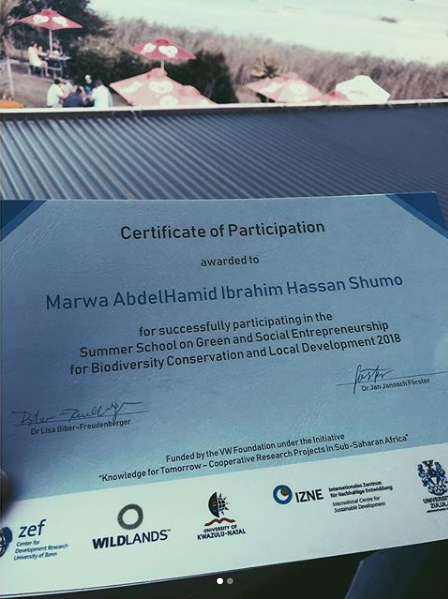 Certificate of Participation
awarded to
Marwa AbdelHamid Ibrahim Hassan Shumo
for successfully participating in the
Summer School on Green and Social Entrepreneurship
for Biodiversity Conservation and Local Development 2018
Dr Lisa Biber-Freudenberger
Dr Jan Janosch Förster
Funded by the VW Foundation under the Initiative
"Knowledge for Tomorrow – Cooperative Research Projects in Sub-Saharan Africa"
zef
Center for
Development Research
University of Bonn
WILDLANDS™
UNIVERSITY OF
KWAZULU-NATAL
IZNE
Internationales Zentrum
für Nachhaltige Entwicklung
International Centre for
Sustainable Development